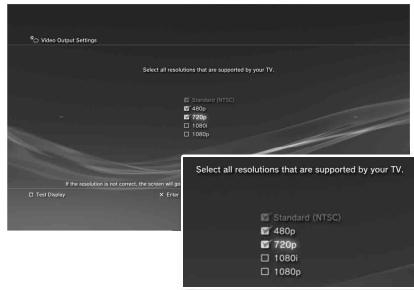 Video Output Settings
Select all resolutions that are supported by your TV.
Standard (NTSC)
480p
720p
1080i
1080p
If the resolution is not correct, the screen will go
Test Display
Enter
Select all resolutions that are supported by your TV.
Standard (NTSC)
480p
720p
1080i
1080p